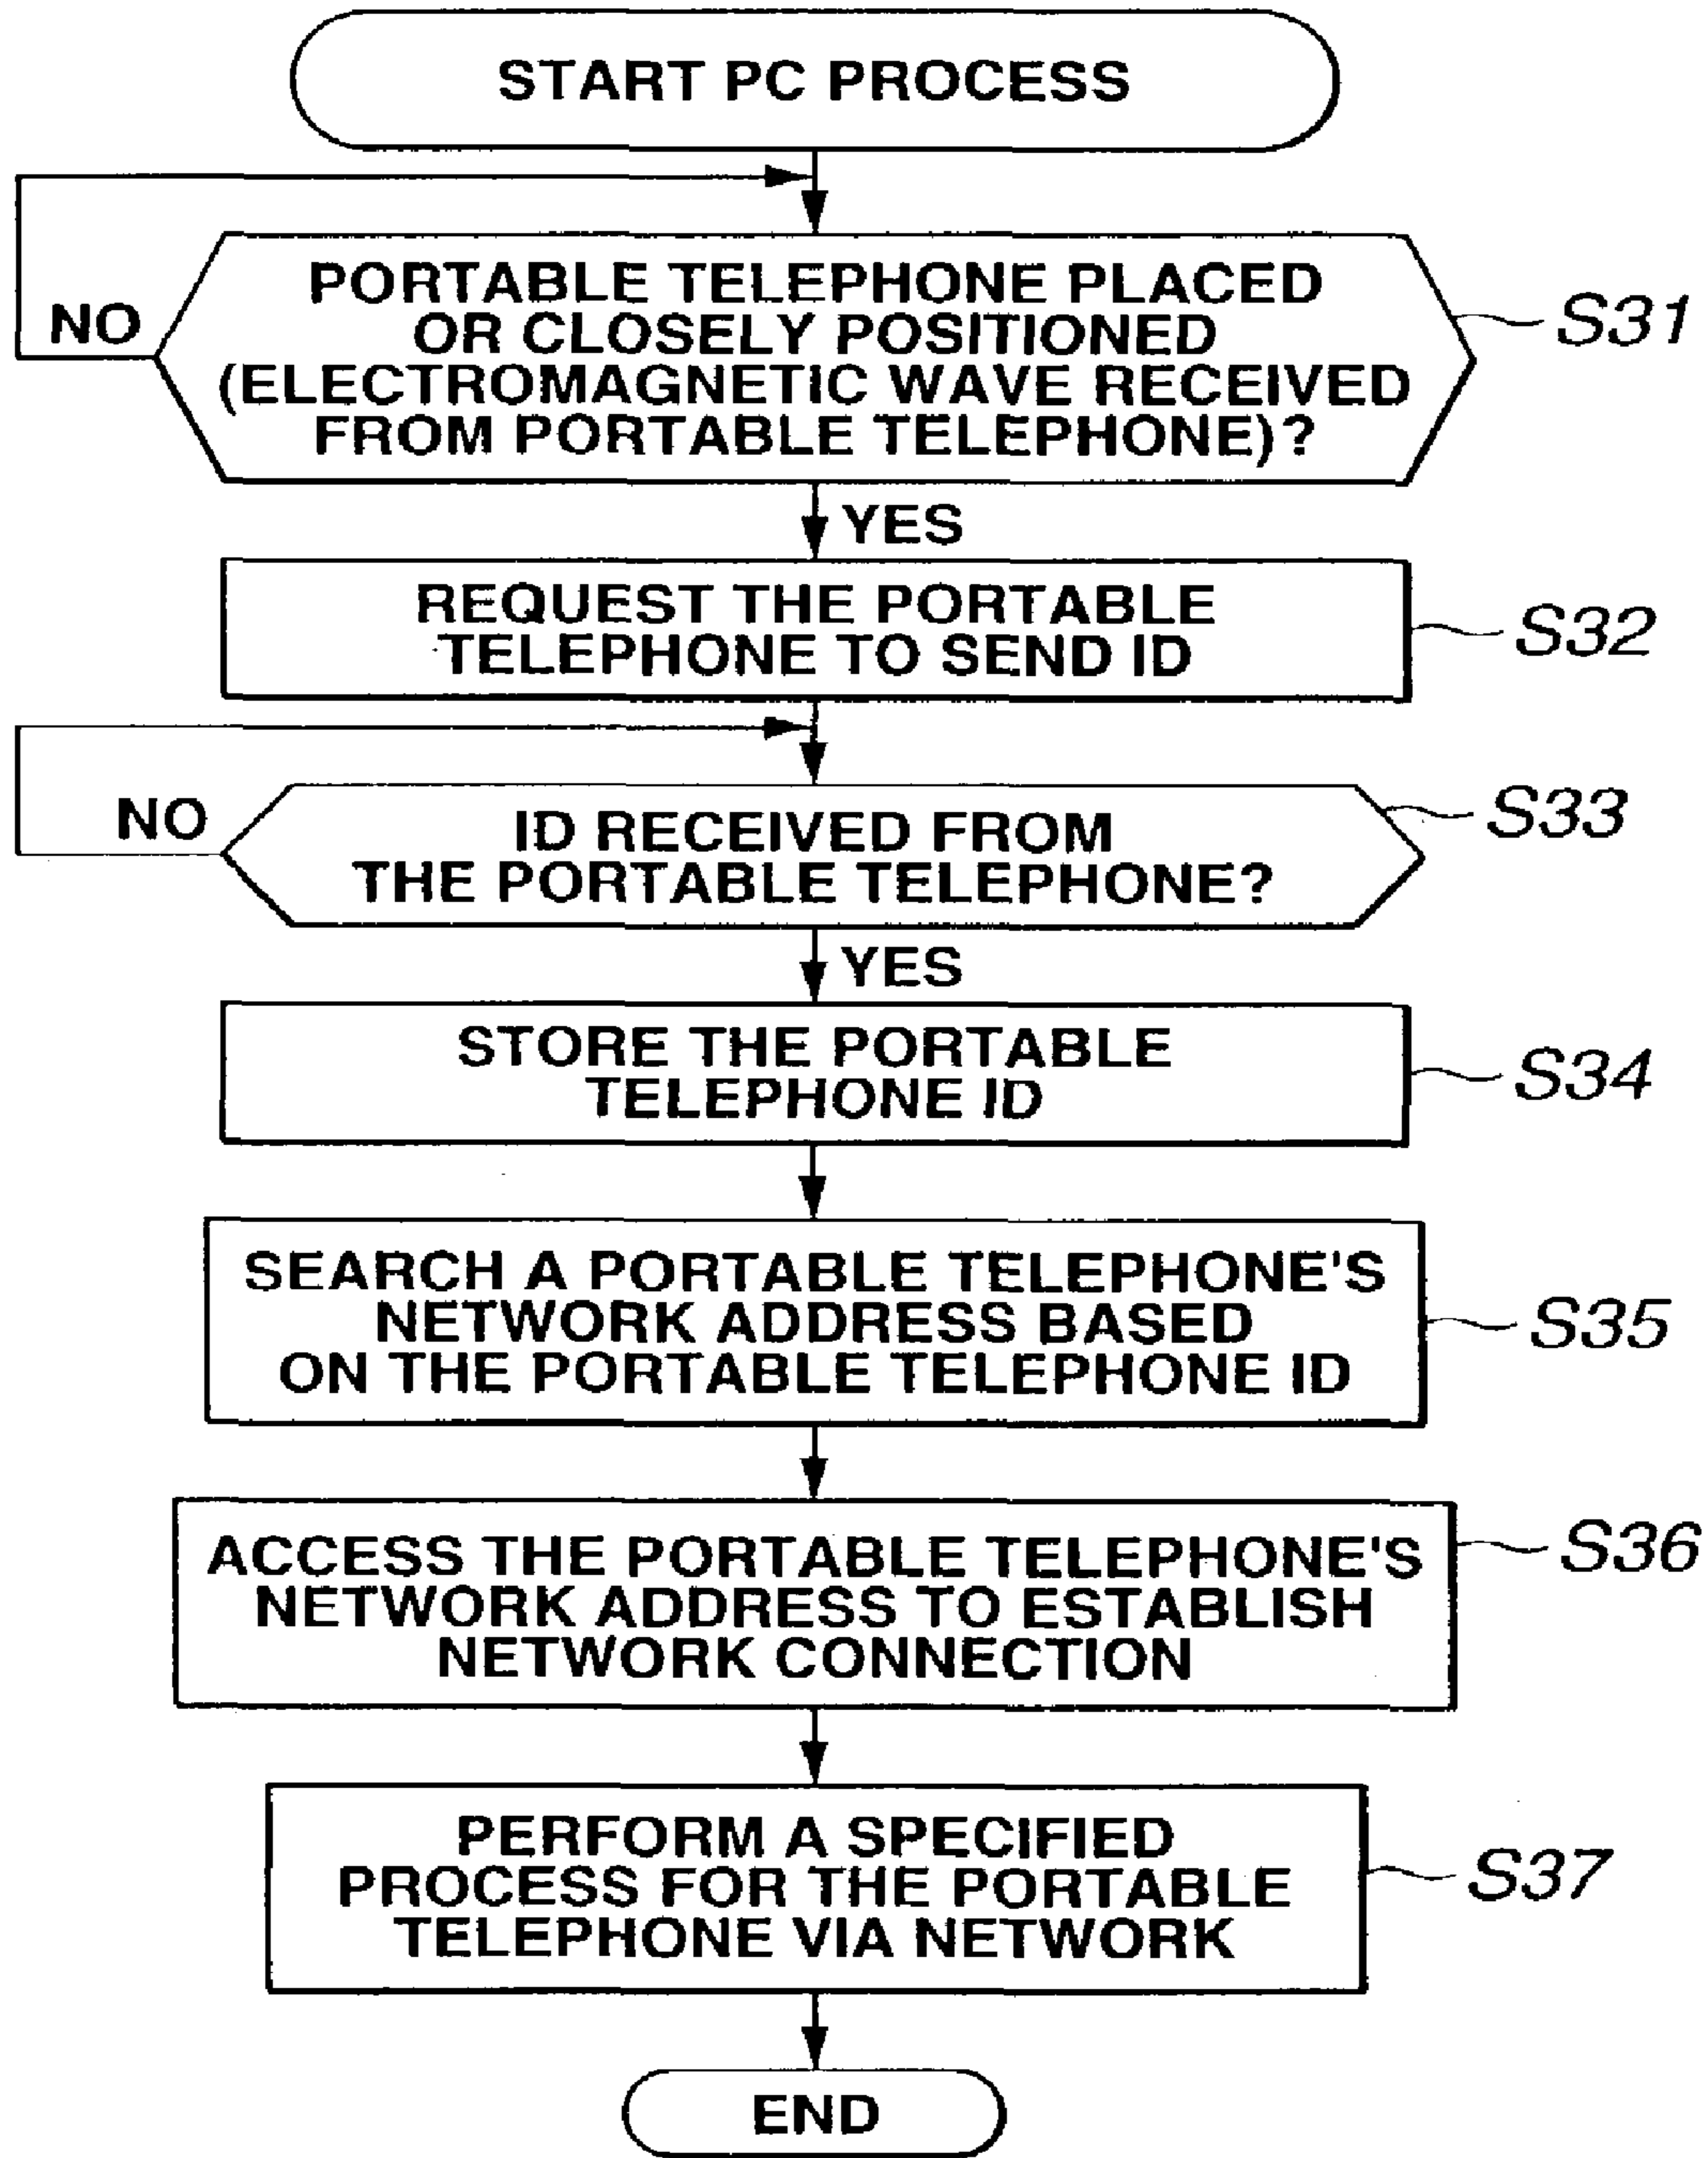 START PC PROCESS
PORTABLE TELEPHONE PLACED
OR CLOSELY POSITIONED
(ELECTROMAGNETIC WAVE RECEIVED
FROM PORTABLE TELEPHONE)?
NO
S31
YES
REQUEST THE PORTABLE
TELEPHONE TO SEND ID
S32
ID RECEIVED FROM
THE PORTABLE TELEPHONE?
NO
S33
YES
STORE THE PORTABLE
TELEPHONE ID
S34
SEARCH A PORTABLE TELEPHONE'S
NETWORK ADDRESS BASED
ON THE PORTABLE TELEPHONE ID
S35
ACCESS THE PORTABLE TELEPHONE'S
NETWORK ADDRESS TO ESTABLISH
NETWORK CONNECTION
S36
PERFORM A SPECIFIED
PROCESS FOR THE PORTABLE
TELEPHONE VIA NETWORK
S37
END